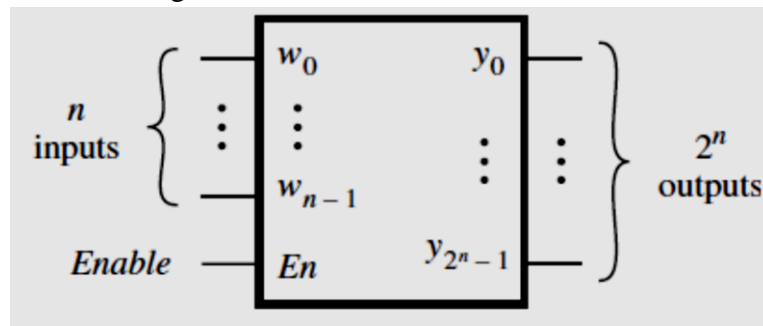 n
inputs
w₀
wₙ₋₁
Enable
En
y₀
y₂ⁿ₋₁
2ⁿ
outputs